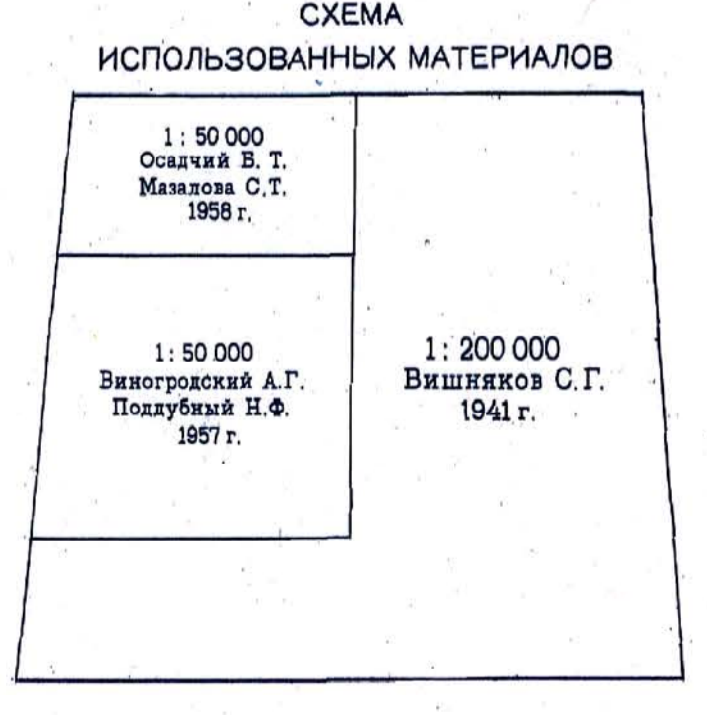 СХЕМА
ИСПОЛЬЗОВАННЫХ МАТЕРИАЛОВ
1 : 50 000
Осадчий В. Т.
Мазалова С.Т.
1958 г.
1 : 50 000
Виногродский А.Г.
Поддубный Н.Ф.
1957 г.
1 : 200 000
Вишняков С.Г.
1941 г.